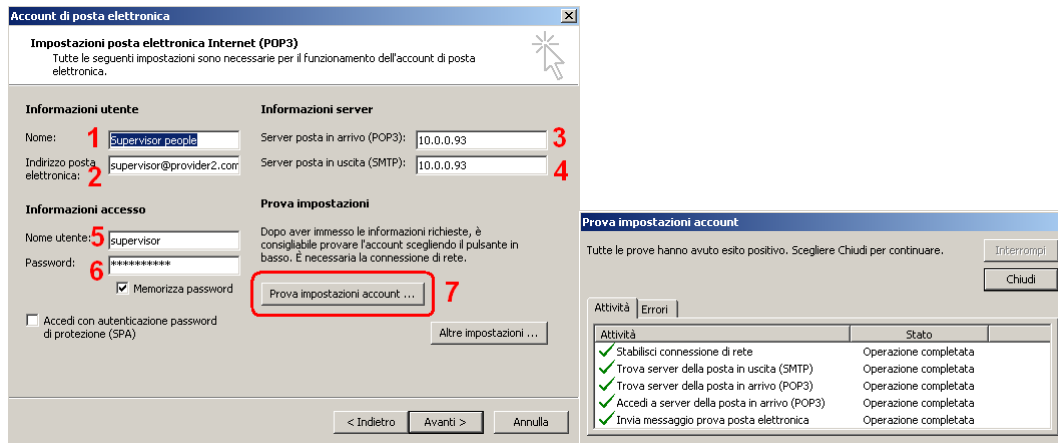 Account di posta elettronica
Impostazioni posta elettronica Internet (POP3)
Tutte le seguenti impostazioni sono necessarie per il funzionamento dell'account di posta
elettronica.
Informazioni utente
Nome: 1 Supervisor people
Indirizzo posta
elettronica: 2 supervisor@provider2.com
Informazioni server
Server posta in arrivo (POP3): 10.0.0.93 3
Server posta in uscita (SMTP): 10.0.0.93 4
Informazioni accesso
Nome utente: 5 supervisor
Password: 6 **********
Memorizza password
Accedi con autenticazione password
di protezione (SPA)
Prova impostazioni
Dopo aver immesso le informazioni richieste, è
consigliabile provare l'account scegliendo il pulsante in
basso. È necessaria la connessione di rete.
Prova impostazioni account ... 7
Altre impostazioni ...
< Indietro Avanti > Annulla
Prova impostazioni account
Tutte le prove hanno avuto esito positivo. Scegliere Chiudi per continuare.
Interrompi
Chiudi
Attività Errori
Attività Stato
Stabilisci connessione di rete Operazione completata
Trova server della posta in uscita (SMTP) Operazione completata
Trova server della posta in arrivo (POP3) Operazione completata
Accedi a server della posta in arrivo (POP3) Operazione completata
Invia messaggio prova posta elettronica Operazione completata